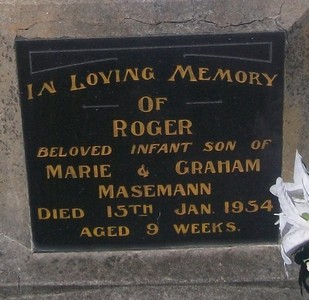 In Loving Memory
Of
Roger
BELOVED INFANT SON OF
MARIE & GRAHAM
MASEMANN
DIED 15TH JAN. 1954
AGED 9 WEEKS.